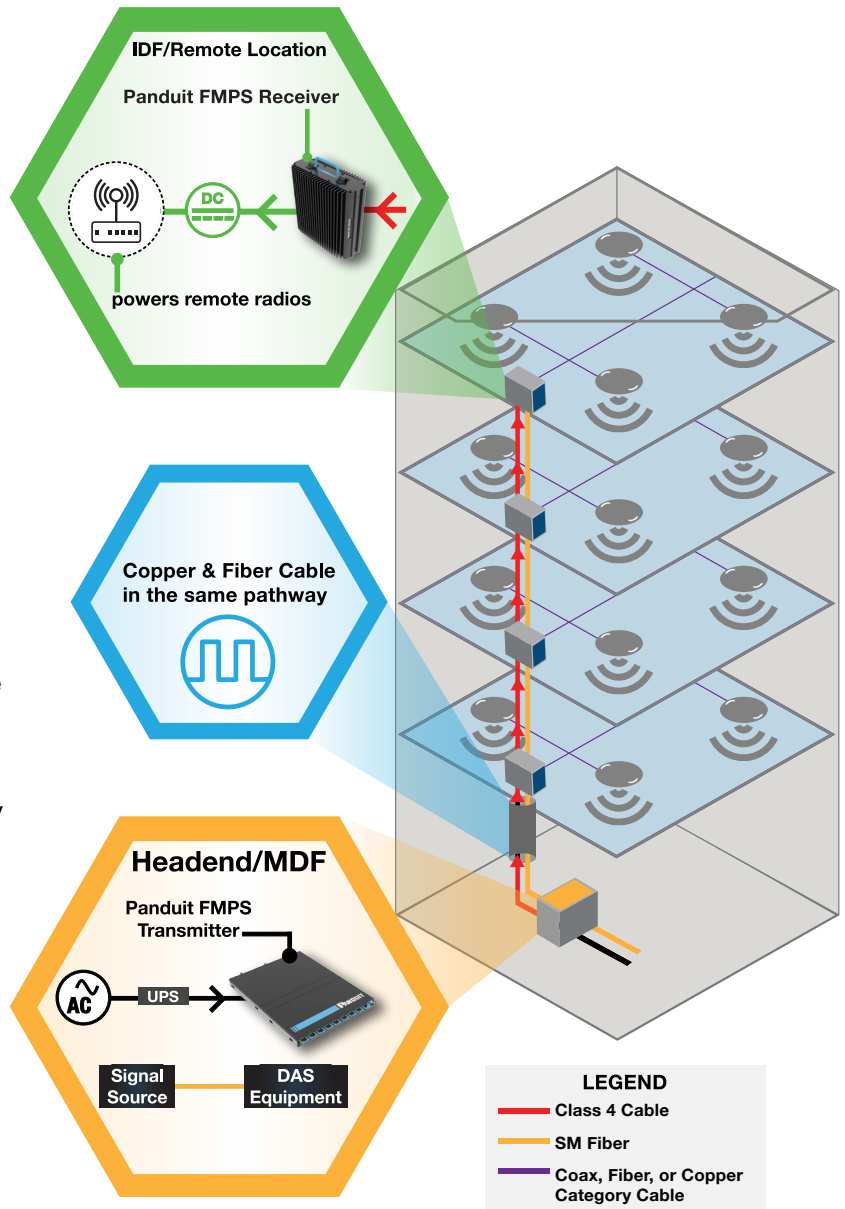 IDF/Remote Location
Panduit FMPS Receiver
DC
powers remote radios
Copper & Fiber Cable
in the same pathway
e
y
Headend/MDF
Panduit FMPS
Transmitter
PANDUIT
AC
UPS
Signal
Source
DAS
Equipment
LEGEND
Class 4 Cable
SM Fiber
Coax, Fiber, or Copper
Category Cable